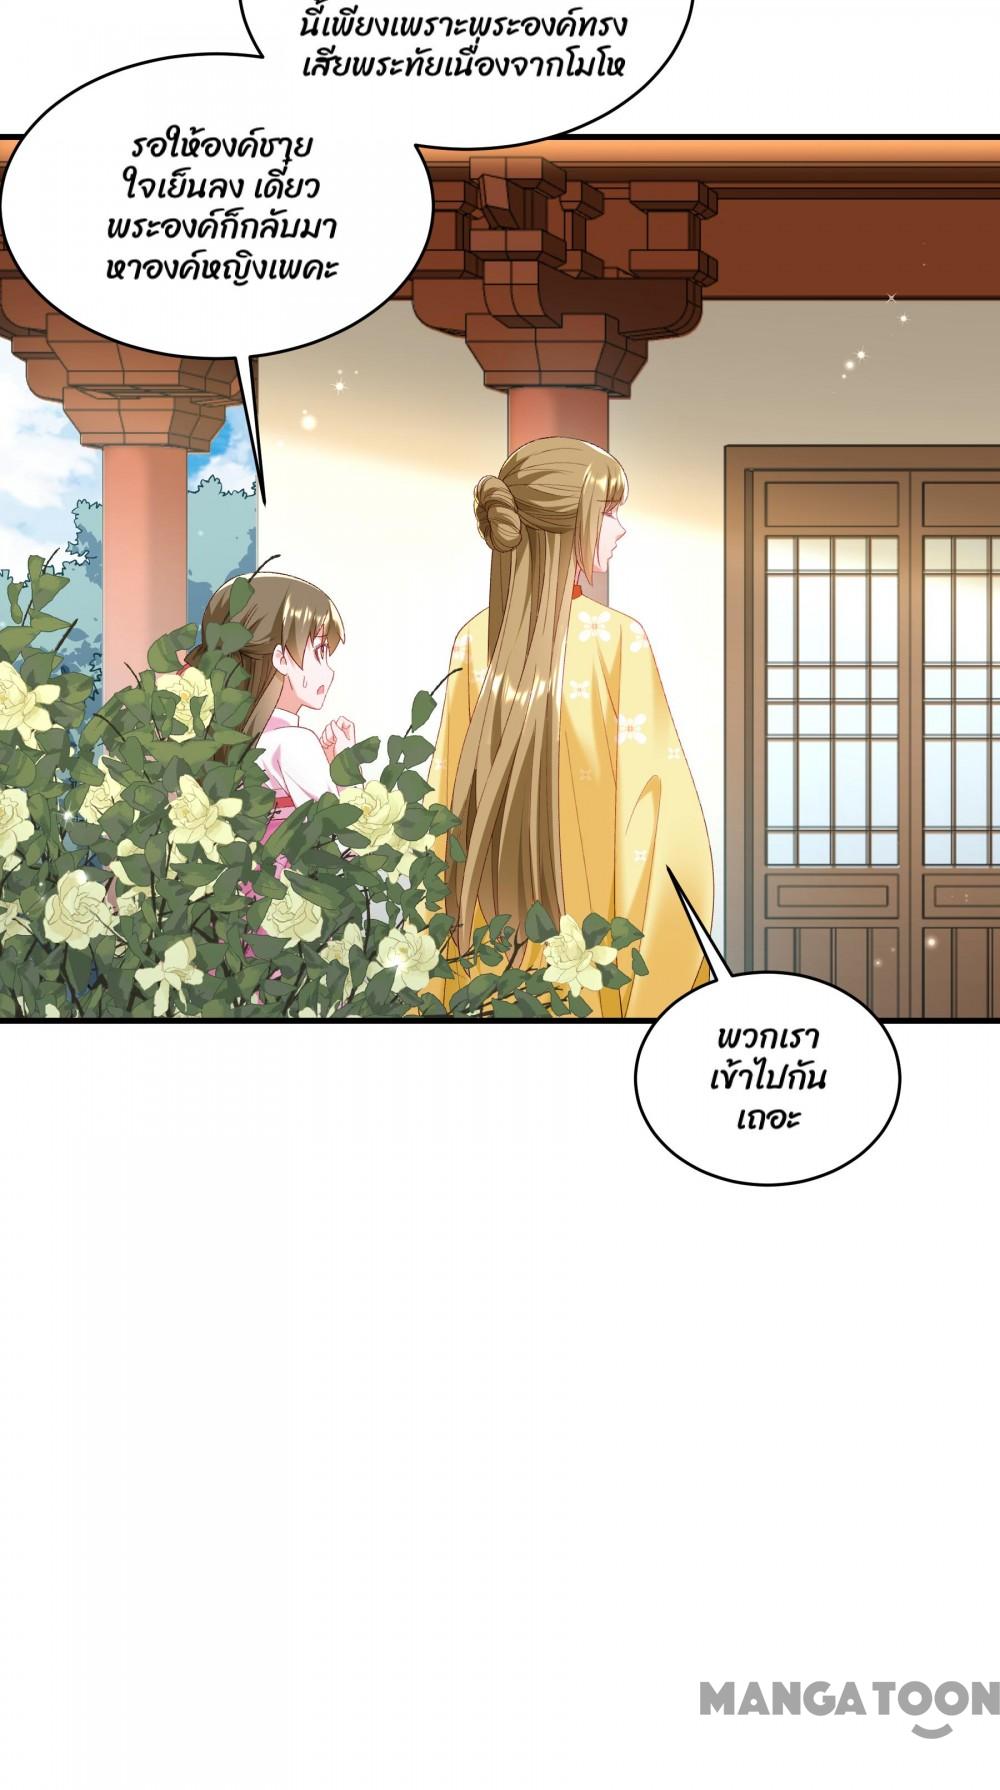 นี้เพียงเพราะพระองค์ทรง
เสียพระทัยเนื่องจากโมโห
รอให้องค์ชาย
ใจเย็นลง เดี๋ยว
พระองค์ก็กลับมา
หาองค์หญิงเพคะ
พวกเรา
เข้าไปกัน
เถอะ
MANGATOON